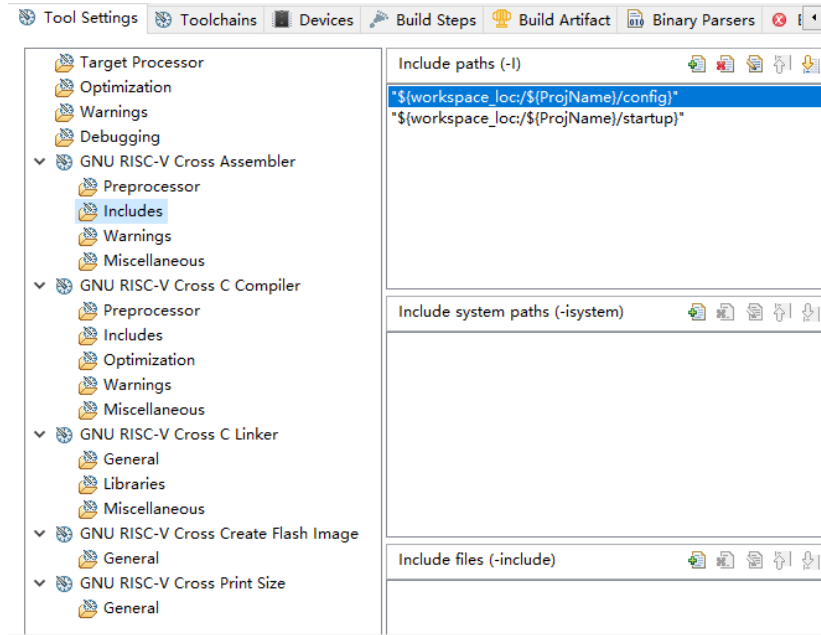 Tool Settings Toolchains Devices Build Steps Build Artifact Binary Parsers
Target Processor
Optimization
Warnings
Debugging
GNU RISC-V Cross Assembler
Preprocessor
Includes
Warnings
Miscellaneous
GNU RISC-V Cross C Compiler
Preprocessor
Includes
Optimization
Warnings
Miscellaneous
GNU RISC-V Cross C Linker
General
Libraries
Miscellaneous
GNU RISC-V Cross Create Flash Image
General
GNU RISC-V Cross Print Size
General
Include paths (-I)
"${workspace_loc:/${ProjName}/config}"
"${workspace_loc:/${ProjName}/startup}"
Include system paths (-isystem)
Include files (-include)